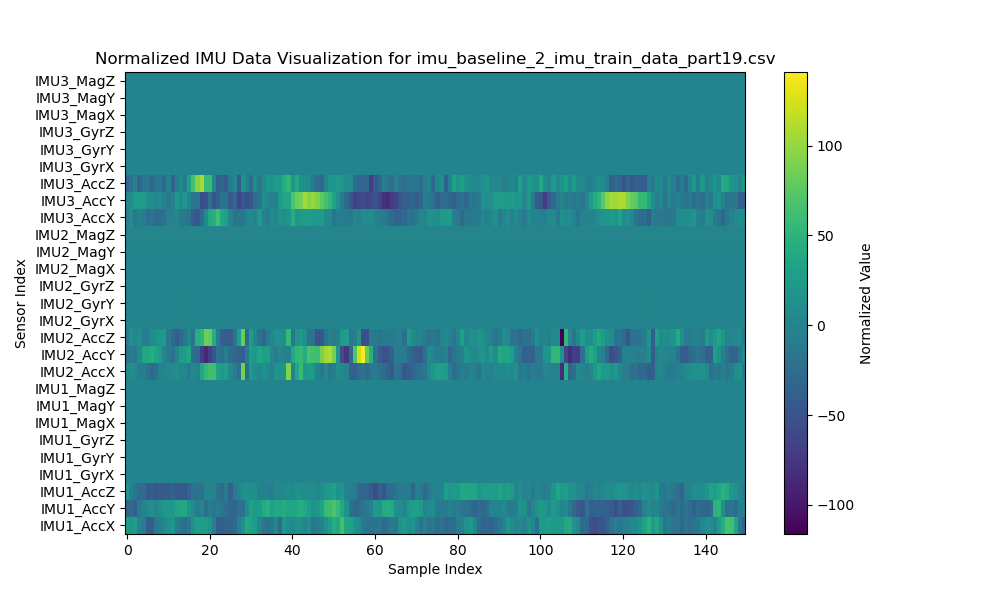 Normalized IMU Data Visualization for imu_baseline_2_imu_train_data_part19.csv
IMU3_MagZ
IMU3_MagY
IMU3_MagX
IMU3_GyrZ
IMU3_GyrY
IMU3_GyrX
IMU3_AccZ
IMU3_AccY
IMU3_AccX
IMU2_MagZ
IMU2_MagY
IMU2_MagX
IMU2_GyrZ
IMU2_GyrY
IMU2_GyrX
IMU2_AccZ
IMU2_AccY
IMU2_AccX
IMU1_MagZ
IMU1_MagY
IMU1_MagX
IMU1_GyrZ
IMU1_GyrY
IMU1_GyrX
IMU1_AccZ
IMU1_AccY
IMU1_AccX
Sensor Index
0 20 40 60 80 100 120 140
Sample Index
100
50
0
−50
−100
Normalized Value